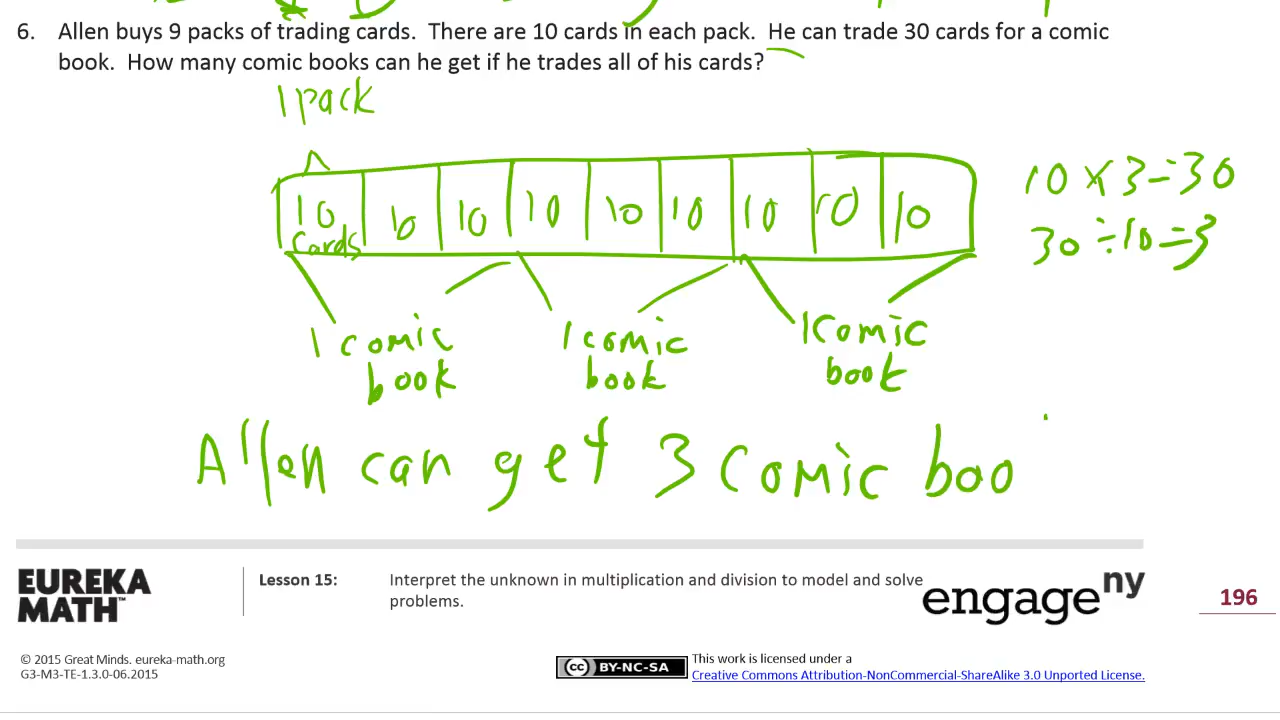 6. Allen buys 9 packs of trading cards. There are 10 cards in each pack. He can trade 30 cards for a comic
book. How many comic books can he get if he trades all of his cards?
1 pack
10 10 10 10 10 10 10 10 10
cards
10 × 3 = 30
30 ÷ 10 = 3
1 comic 1 comic 1 comic
book book book
Allen can get 3 comic boo
EUREKA
MATH™
Lesson 15: Interpret the unknown in multiplication and division to model and solve
problems.
engage ny
196
© 2015 Great Minds. eureka-math.org
G3-M3-TE-1.3.0-06.2015
cc BY-NC-SA
This work is licensed under a
Creative Commons Attribution-NonCommercial-ShareAlike 3.0 Unported License.